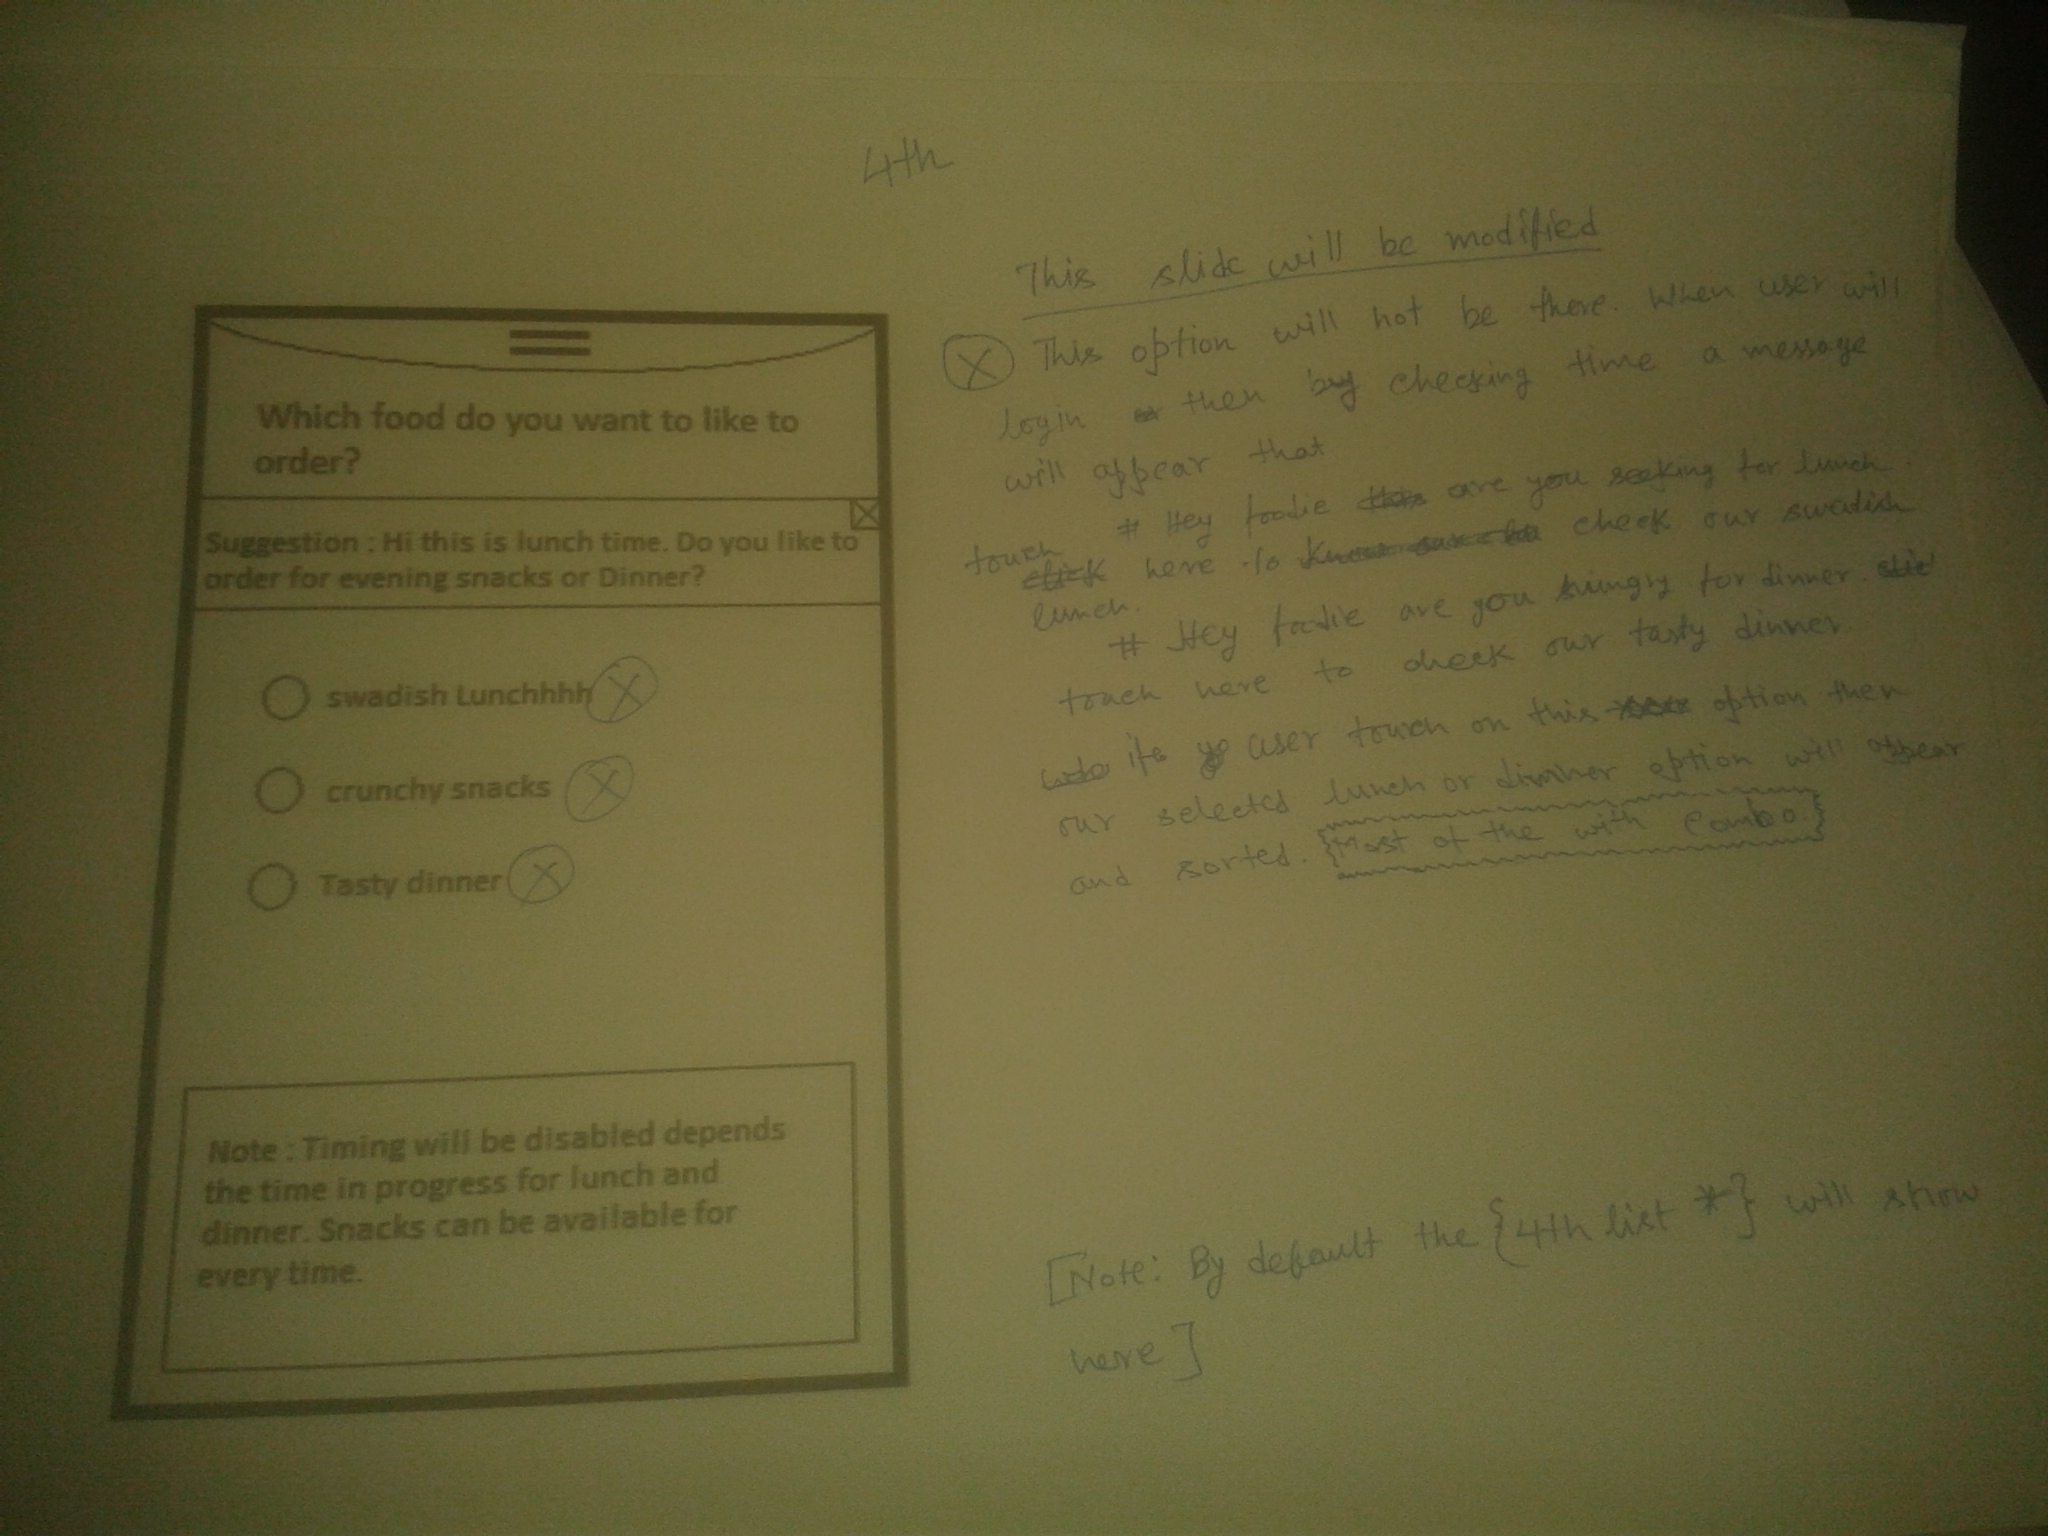 4th
Which food do you want to like to
order?
Suggestion : Hi this is lunch time. Do you like to
order for evening snacks or Dinner?
swadish Lunchhhh (X)
crunchy snacks (X)
Tasty dinner (X)
Note : Timing will be disabled depends
the time in progress for lunch and
dinner. Snacks can be available for
every time.
This slide will be modified
(X) This option will not be there. When user will
login then by checking time a message
will appear that
# Hey foodie are you seeking for lunch.
touch here to check our swadish
lunch.
# Hey foodie are you hungry for dinner.
touch here to check our tasty dinner.
if user touch on this option then
our selected lunch or dinner option will appear
and sorted. {Most of the with combo}
[Note: By default the {4th list *} will show
here]